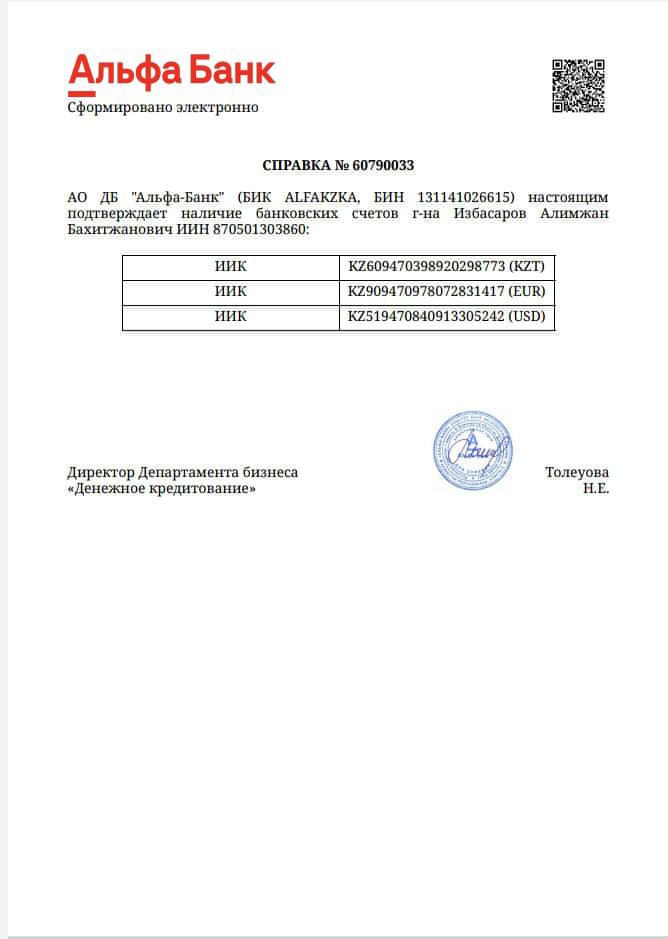 Альфа Банк
Сформировано электронно
СПРАВКА № 60790033
АО ДБ "Альфа-Банк" (БИК ALFAKZKA, БИН 131141026615) настоящим
подтверждает наличие банковских счетов г-на Избасаров Алимжан
Бахитжанович ИИН 870501303860:
ИИК KZ609470398920298773 (KZT)
ИИК KZ909470978072831417 (EUR)
ИИК KZ519470840913305242 (USD)
Директор Департамента бизнеса Толеуова
«Денежное кредитование» Н.Е.